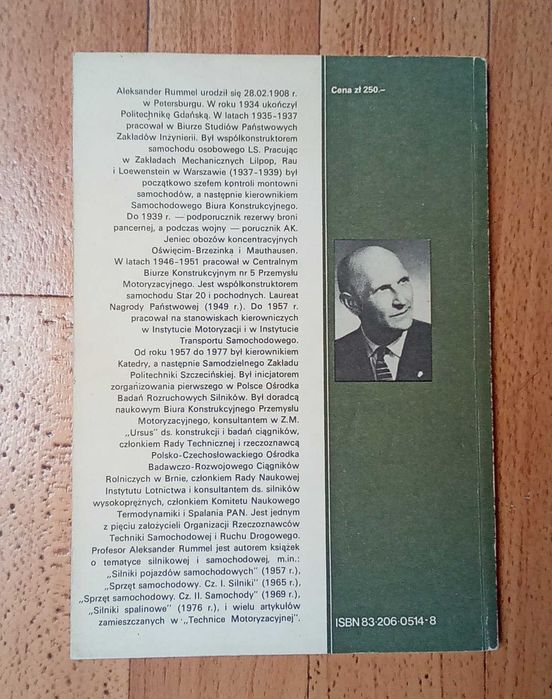 Aleksander Rummel urodził się 28.02.1908 r.
w Petersburgu. W roku 1934 ukończył
Politechnikę Gdańską. W latach 1935-1937
pracował w Biurze Studiów Państwowych
Zakładów Inżynierii. Był współkonstruktorem
samochodu osobowego LS. Pracując
w Zakładach Mechanicznych Lilpop, Rau
i Loewenstein w Warszawie (1937-1939) był
początkowo szefem kontroli montowni
samochodów, a następnie kierownikiem
Samochodowego Biura Konstrukcyjnego.
Do 1939 r. — podporucznik rezerwy broni
pancernej, a podczas wojny — porucznik AK.
Jeniec obozów koncentracyjnych
Oświęcim-Brzezinka i Mauthausen.
W latach 1946-1951 pracował w Centralnym
Biurze Konstrukcyjnym nr 5 Przemysłu
Motoryzacyjnego. Jest współkonstruktorem
samochodu Star 20 i pochodnych. Laureat
Nagrody Państwowej (1949 r.). Do 1957 r.
pracował na stanowiskach kierowniczych
w Instytucie Motoryzacji i w Instytucie
Transportu Samochodowego.
Od roku 1957 do 1977 był kierownikiem
Katedry, a następnie Samodzielnego Zakładu
Politechniki Szczecińskiej. Był inicjatorem
zorganizowania pierwszego w Polsce Ośrodka
Badań Rozruchowych Silników. Był doradcą
naukowym Biura Konstrukcyjnego Przemysłu
Motoryzacyjnego, konsultantem w Z.M.
„Ursus" ds. konstrukcji i badań ciągników,
członkiem Rady Technicznej i rzeczoznawcą
Polsko-Czechosłowackiego Ośrodka
Badawczo-Rozwojowego Ciągników
Rolniczych w Brnie, członkiem Rady Naukowej
Instytutu Lotnictwa i konsultantem ds. silników
wysokoprężnych, członkiem Komitetu Naukowego
Termodynamiki i Spalania PAN. Jest jednym
z pięciu założycieli Organizacji Rzeczoznawców
Techniki Samochodowej i Ruchu Drogowego.
Profesor Aleksander Rummel jest autorem książek
o tematyce silnikowej i samochodowej, m.in.:
„Silniki pojazdów samochodowych" (1957 r.),
„Sprzęt samochodowy. Cz. I. Silniki" (1965 r.),
„Sprzęt samochodowy. Cz. II. Samochody" (1969 r.),
„Silniki spalinowe" (1976 r.), i wielu artykułów
zamieszczanych w „Technice Motoryzacyjnej".
Cena zł 250.-
ISBN 83-206-0514-8